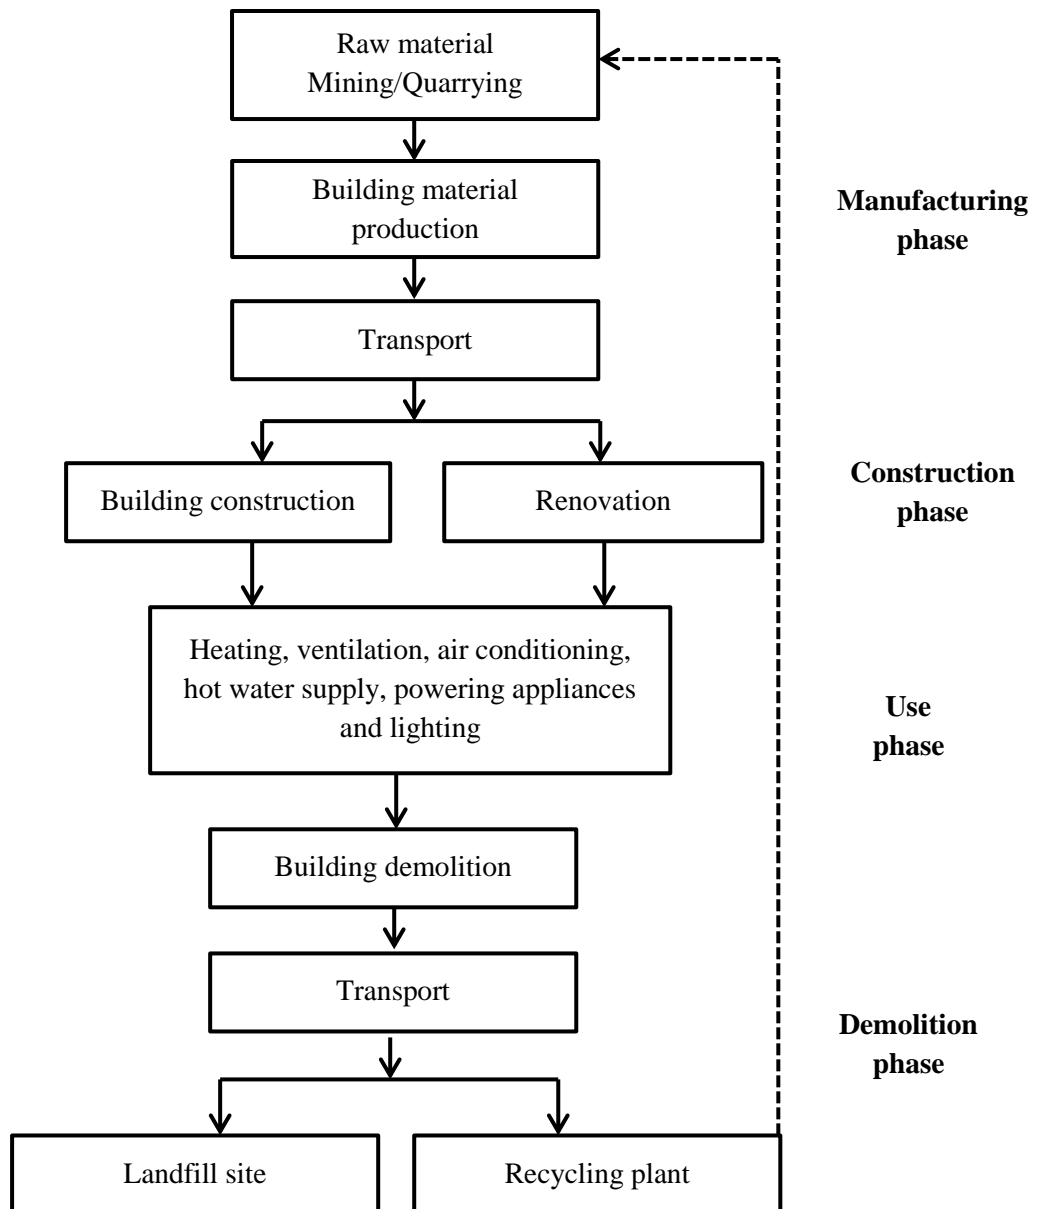 Raw material
Mining/Quarrying
Building material
production
Manufacturing
phase
Transport
Building construction
Renovation
Construction
phase
Heating, ventilation, air conditioning,
hot water supply, powering appliances
and lighting
Use
phase
Building demolition
Transport
Demolition
phase
Landfill site
Recycling plant